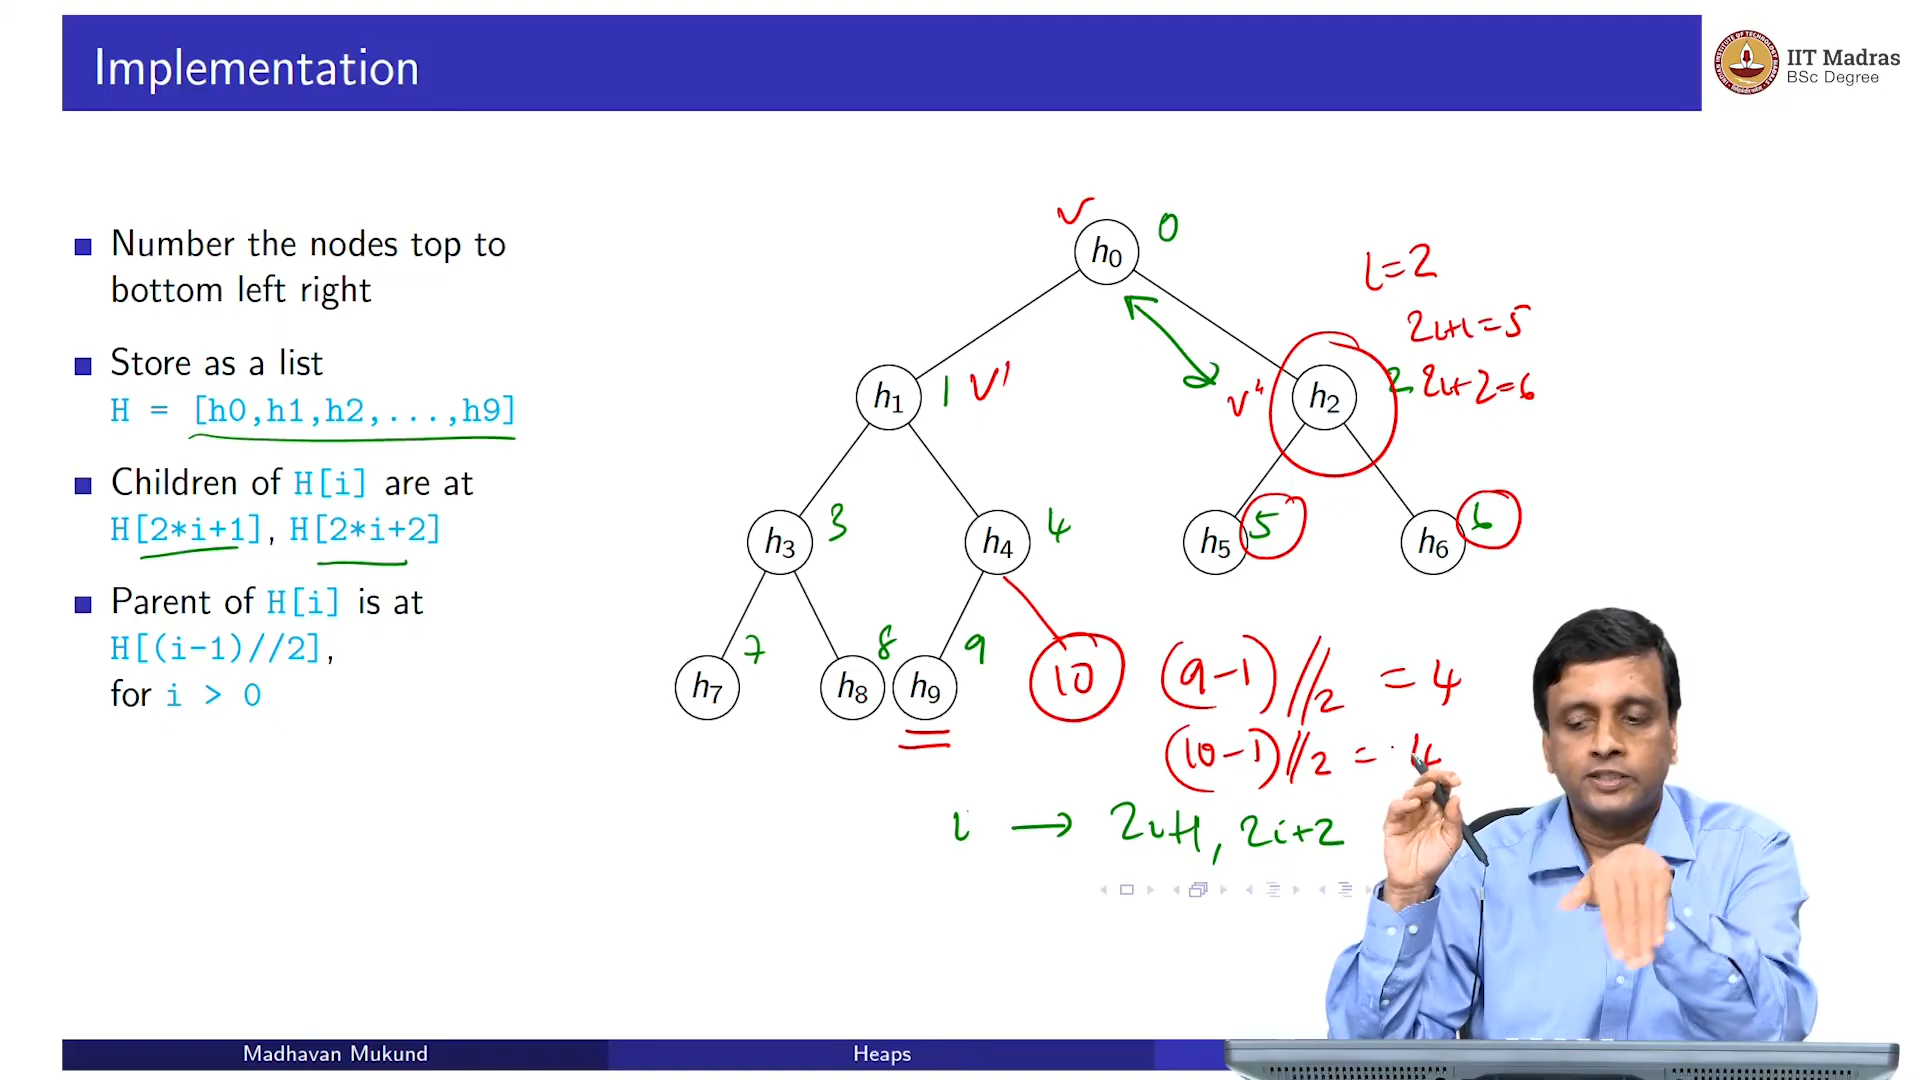 Implementation
IIT Madras
BSc Degree
Number the nodes top to
bottom left right
Store as a list
H = [h0,h1,h2,...,h9]
Children of H[i] are at
H[2*i+1], H[2*i+2]
Parent of H[i] is at
H[(i-1)//2],
for i > 0
v
h0 0
i=2
2i+1=5
h1 1 v'
v" h2 2 2i+2=6
h3 3
h4 4
h5 5
h6 6
h7 7
h8 8
h9 9
10
(9-1)//2 = 4
(10-1)//2 = 4
i → 2i+1, 2i+2
Madhavan Mukund
Heaps